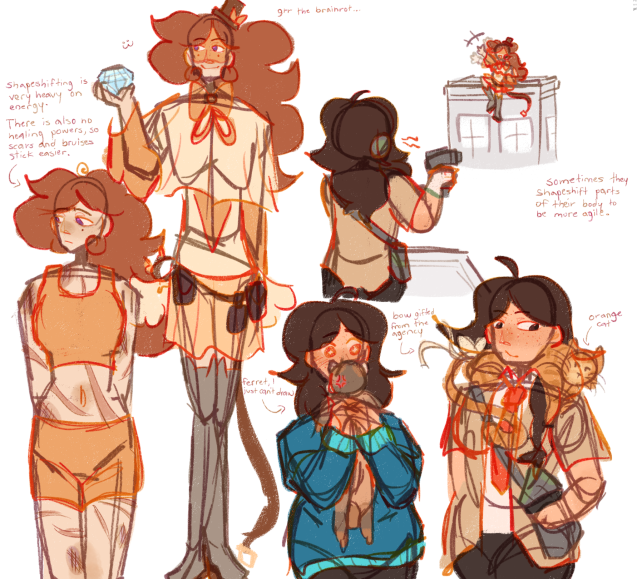 grr the brainrot...
Shapeshifting is
very heavy on
energy.
There is also no
healing powers, so
scars and bruises
stick easier.
Sometimes they
shapeshift parts
of their body to
be more agile.
bow gifted
from the
agency
orange
cat
ferret, I
just can't draw